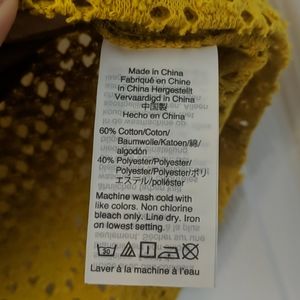 Made in China
Fabriqué en Chine
In China Hergestellt
Vervaardigd in China
中国製
Hecho en China
60% Cotton/Coton/
Baumwolle/Katoen/綿/
algodón
40% Polyester/Polyester/
Polyester/Polyester/ポリ
エステル/poliéster
Machine wash cold with
like colors. Non chlorine
bleach only. Line dry. Iron
on lowest setting.
30
Laver à la machine à l'eau